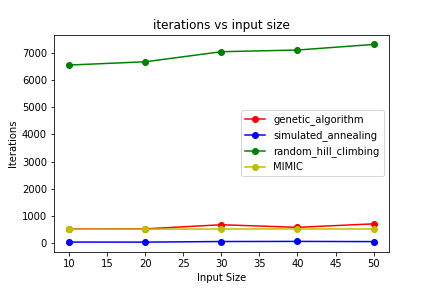 iterations vs input size
Iterations
7000
6000
5000
4000
3000
2000
1000
0
genetic_algorithm
simulated_annealing
random_hill_climbing
MIMIC
10 15 20 25 30 35 40 45 50
Input Size